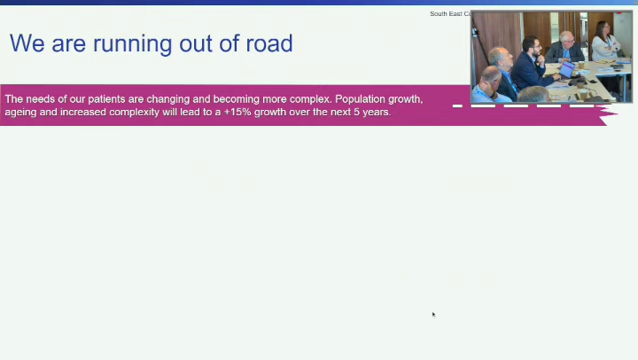 South East
We are running out of road
The needs of our patients are changing and becoming more complex. Population growth,
ageing and increased complexity will lead to a +15% growth over the next 5 years.